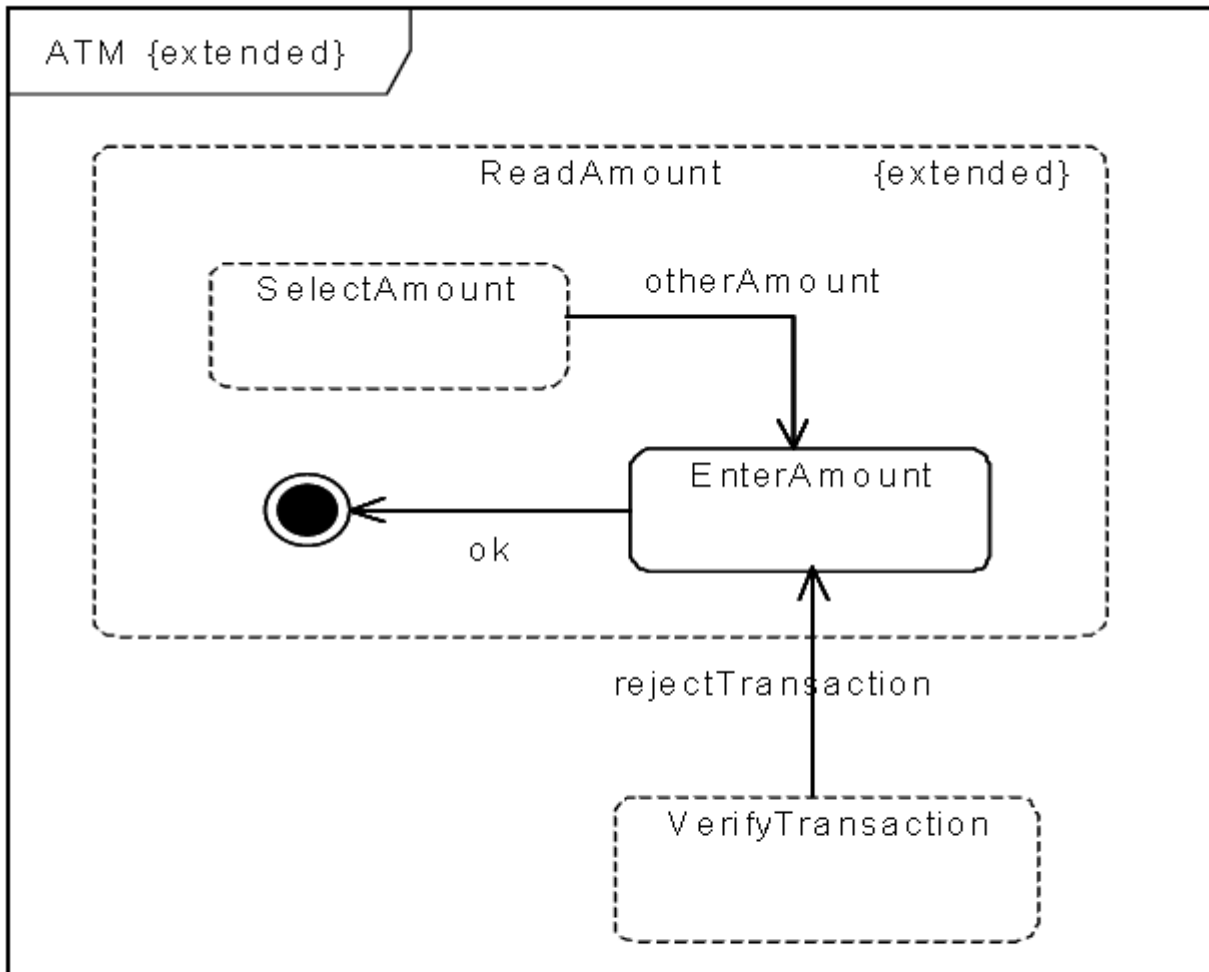 ATM {extended}
ReadAmount {extended}
SelectAmount
otherAmount
EnterAmount
ok
rejectTransaction
VerifyTransaction